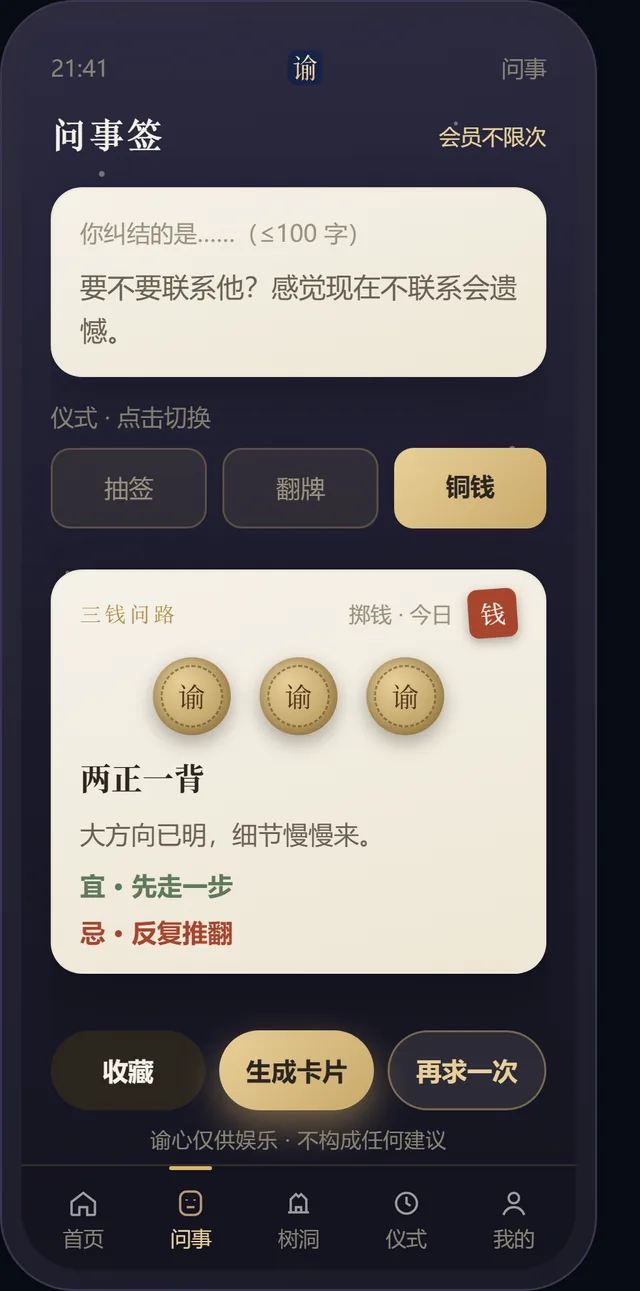 21:41 谕 问事
问事签 会员不限次
你纠结的是……（≤100 字）
要不要联系他？感觉现在不联系会遗
憾。
仪式 · 点击切换
抽签 翻牌 铜钱
三钱问路 掷钱 · 今日 钱
谕 谕 谕
两正一背
大方向已明，细节慢慢来。
宜 · 先走一步
忌 · 反复推翻
收藏 生成卡片 再求一次
谕心仅供娱乐 · 不构成任何建议
首页 问事 树洞 仪式 我的